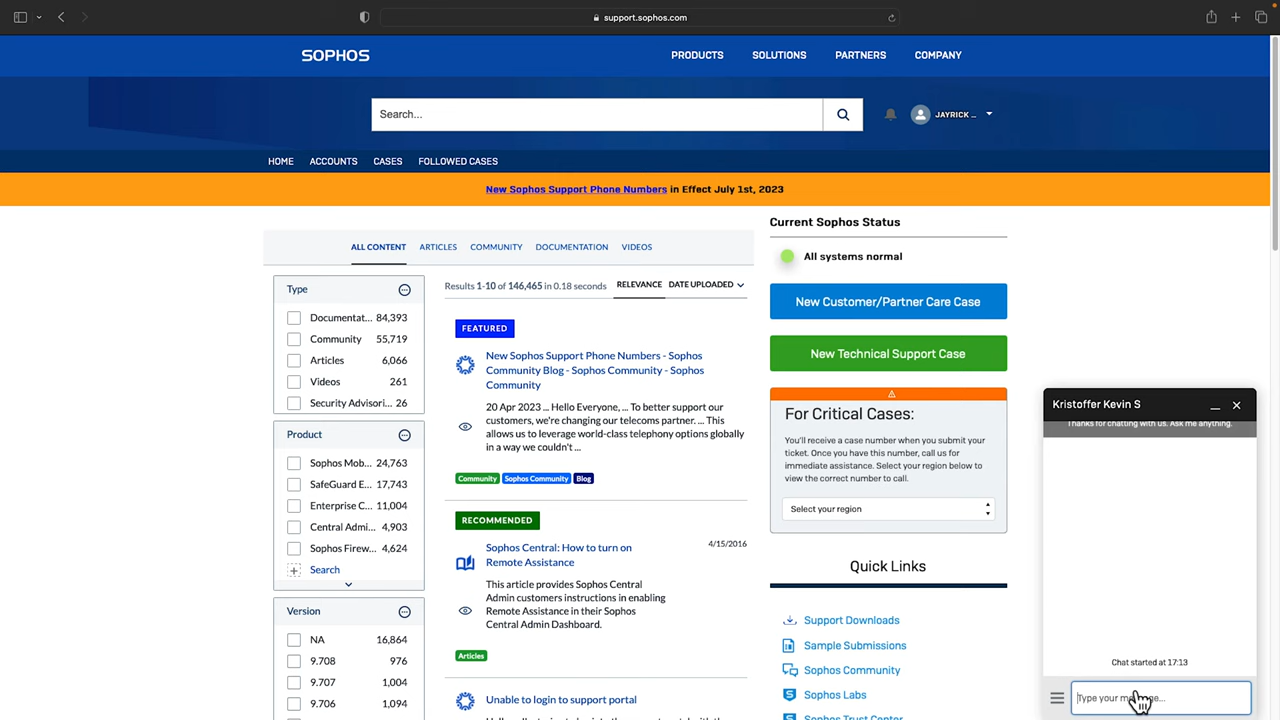 support.sophos.com
SOPHOS
PRODUCTS
SOLUTIONS
PARTNERS
COMPANY
Search...
JAYRICK ...
HOME
ACCOUNTS
CASES
FOLLOWED CASES
New Sophos Support Phone Numbers in Effect July 1st, 2023
ALL CONTENT
ARTICLES
COMMUNITY
DOCUMENTATION
VIDEOS
Type
Documentat... 84,393
Community 55,719
Articles 6,066
Videos 261
Security Advisori... 26
Product
Sophos Mob... 24,763
SafeGuard E... 17,743
Enterprise C... 11,004
Central Admi... 4,903
Sophos Firew... 4,624
Search
Version
NA 16,864
9.708 976
9.707 1,004
9.706 1,094
Results 1-10 of 146,465 in 0.18 seconds
RELEVANCE
DATE UPLOADED
FEATURED
New Sophos Support Phone Numbers - Sophos
Community Blog - Sophos Community - Sophos
Community
20 Apr 2023 ... Hello Everyone, ... To better support our
customers, we're changing our telecoms partner. ... This
allows us to leverage world-class telephony options globally
in a way we couldn't ...
Community
Sophos Community
Blog
RECOMMENDED
Sophos Central: How to turn on
Remote Assistance
4/15/2016
This article provides Sophos Central
Admin customers instructions in enabling
Remote Assistance in their Sophos
Central Admin Dashboard.
Articles
Unable to login to support portal
Current Sophos Status
All systems normal
New Customer/Partner Care Case
New Technical Support Case
For Critical Cases:
You'll receive a case number when you submit your
ticket. Once you have this number, call us for
immediate assistance. Select your region below to
view the correct number to call.
Select your region
Quick Links
Support Downloads
Sample Submissions
Sophos Community
Sophos Labs
Sophos Trust Center
Kristoffer Kevin S
Thanks for chatting with us. Ask me anything.
Chat started at 17:13
Type your message...